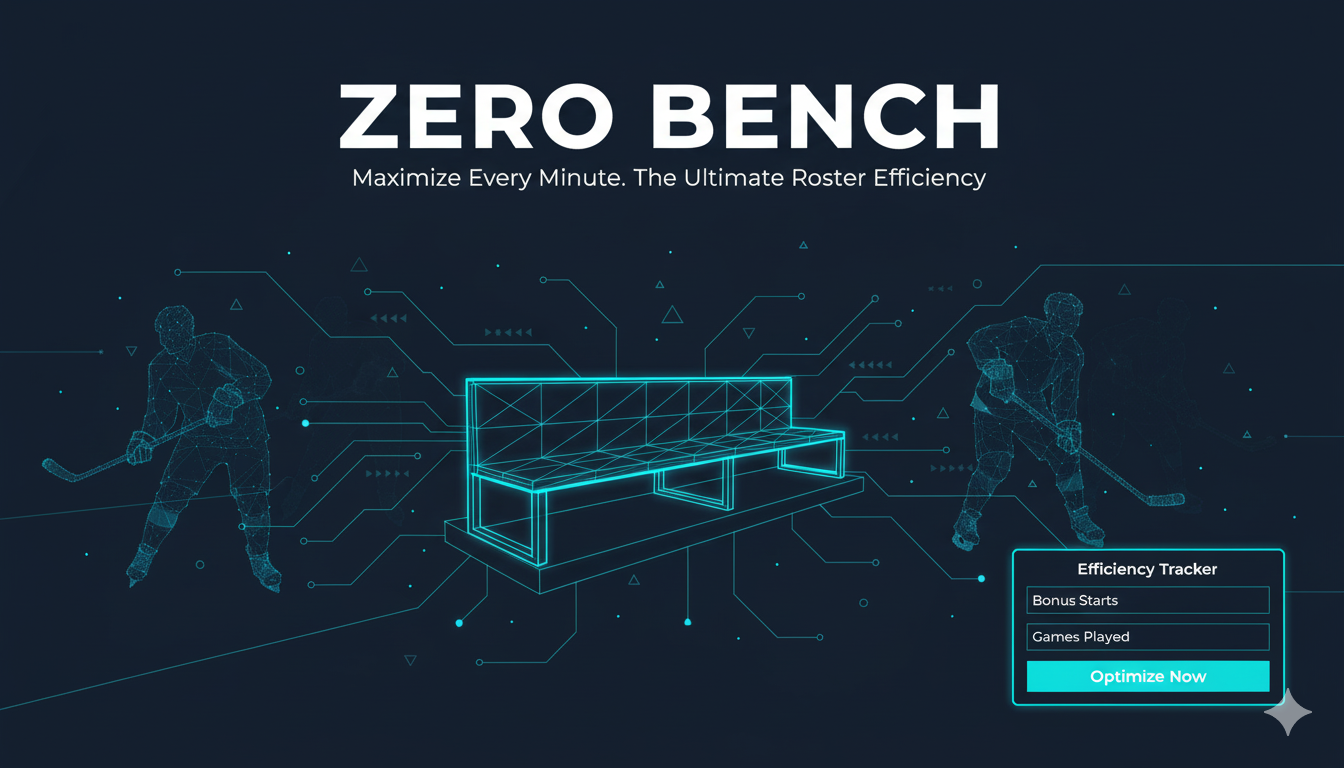 ZERO BENCH
Maximize Every Minute. The Ultimate Roster Efficiency
Efficiency Tracker
Bonus Starts
Games Played
Optimize Now